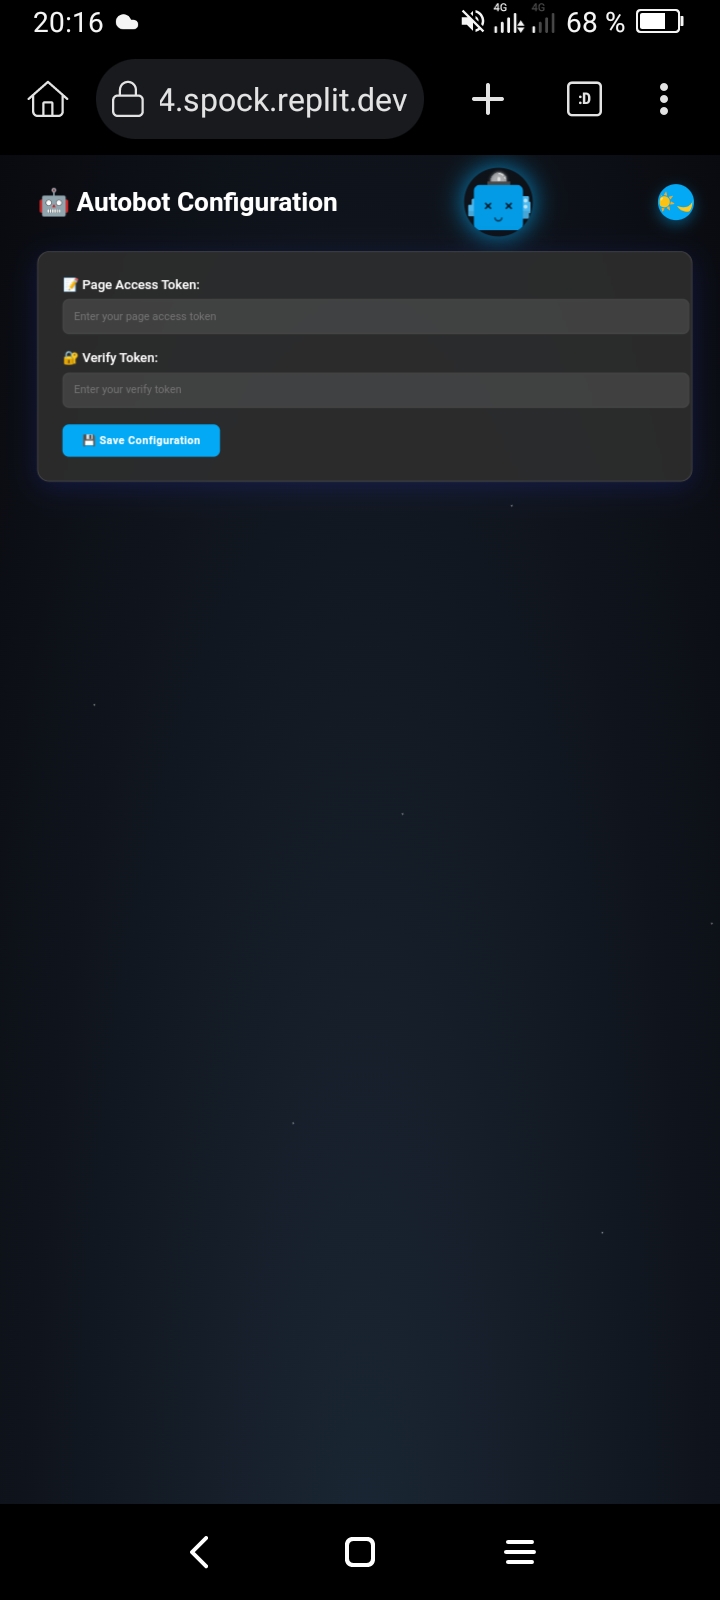 20:16
4G 4G 68 %
4.spock.replit.dev
:D
🤖 Autobot Configuration
📝 Page Access Token:
Enter your page access token
🔐 Verify Token:
Enter your verify token
💾 Save Configuration